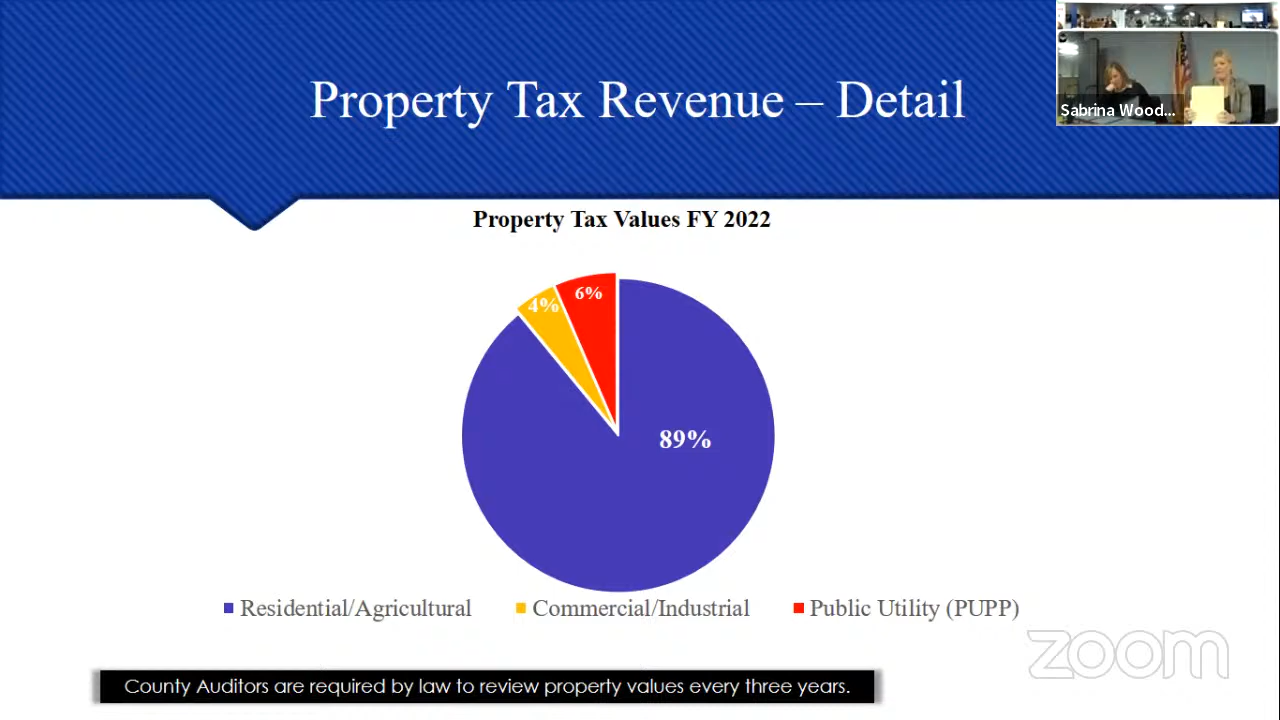 Property Tax Revenue – Detail
Sabrina Wood...
Property Tax Values FY 2022
4%
6%
89%
Residential/Agricultural
Commercial/Industrial
Public Utility (PUPP)
zoom
County Auditors are required by law to review property values every three years.